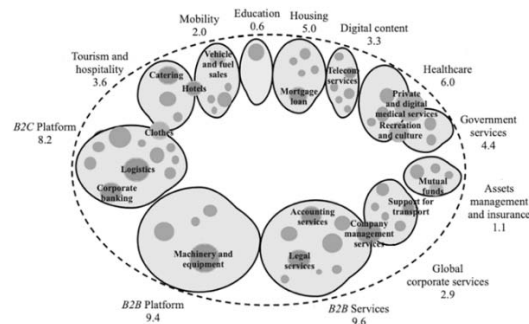 Education
0.6
Housing
5.0
Mobility
2.0
Digital content
3.3
Tourism and
hospitality
3.6
Healthcare
6.0
Government
services
4.4
B2C Platform
8.2
Assets
management
and insurance
1.1
Global
corporate services
2.9
B2B Platform
9.4
B2B Services
9.6
Vehicle
and fuel
sales
Catering
Hotels
Mortgage
loan
Telecom
services
Private
and digital
medical services
Recreation
and culture
Clothes
Logistics
Corporate
banking
Mutual
funds
Support for
transport
Accounting
services
Company
management
services
Legal
services
Machinery and
equipment